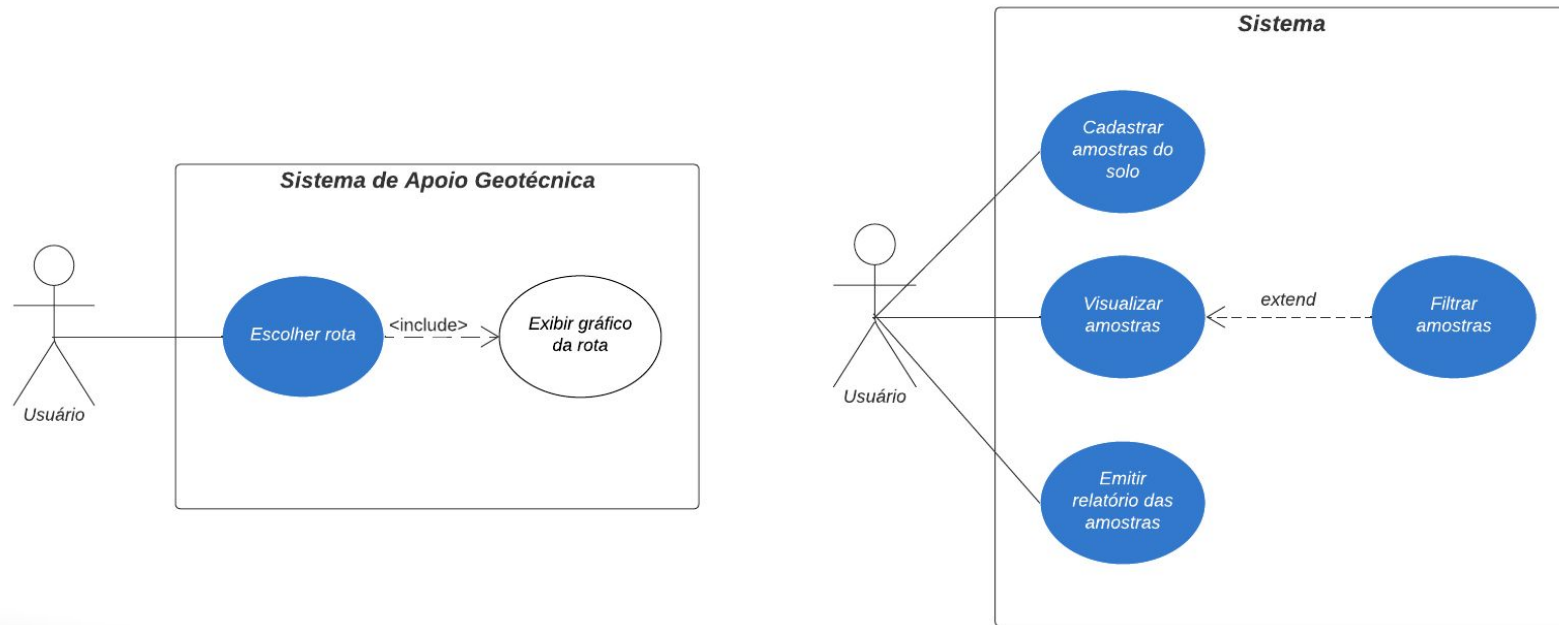 Sistema de Apoio Geotécnica
Escolher rota
<include>
Exibir gráfico
da rota
Usuário
Sistema
Cadastrar
amostras do
solo
Visualizar
amostras
extend
Filtrar
amostras
Usuário
Emitir
relatório das
amostras